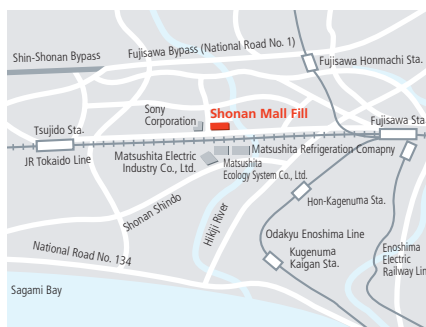 Fujisawa Bypass (National Road No. 1)
Shin-Shonan Bypass
Fujisawa Honmachi Sta.
Sony
Corporation
Shonan Mall Fill
Fujisawa Sta.
Tsujido Sta.
JR Tokaido Line
Matsushita Electric
Industry Co., Ltd.
Matsushita Refrigeration Comapny
Matsushita
Ecology System Co., Ltd.
Hon-Kagenuma Sta.
Shonan Shindo
Hikiji River
Odakyu Enoshima Line
Kugenuma
Kaigan Sta.
Enoshima
Electric
Railway Lin
National Road No. 134
Sagami Bay